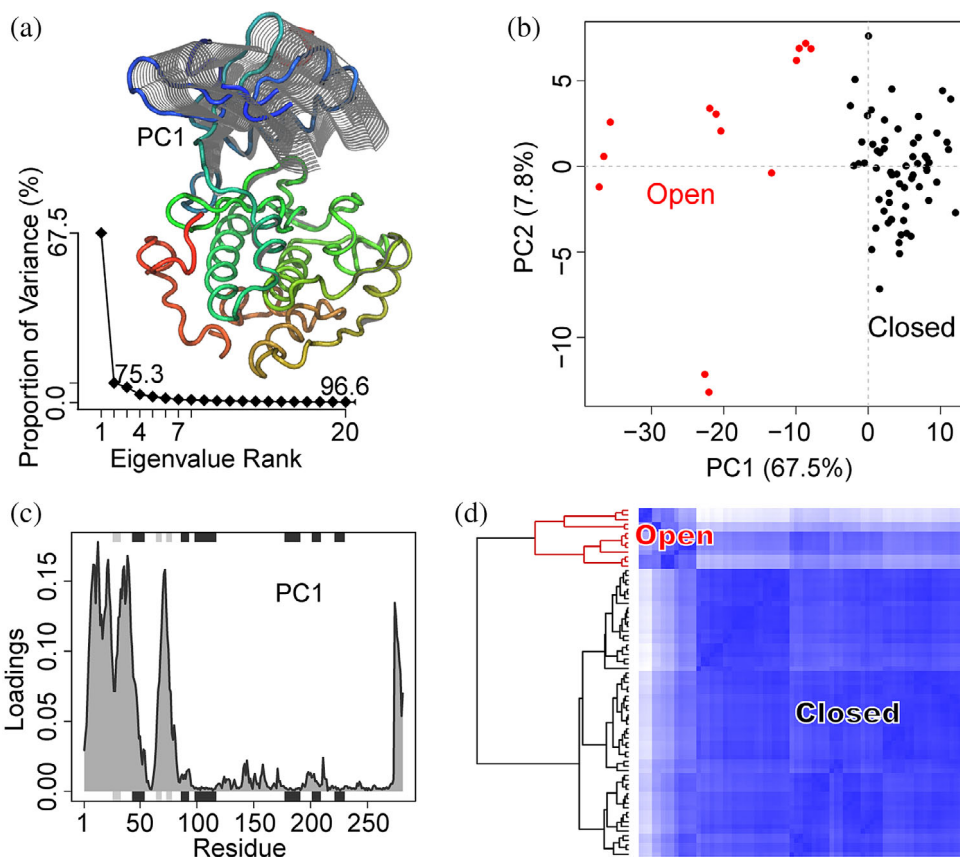 (a)
PC1
Proportion of Variance (%)
67.5
0.0
75.3
96.6
1 4 7 20
Eigenvalue Rank
(b)
PC2 (7.8%)
5
0
−5
−10
Open
Closed
−30 −20 −10 0 10
PC1 (67.5%)
(c)
PC1
Loadings
0.15
0.10
0.05
0.00
1 50 100 150 200 250
Residue
(d)
Open
Closed